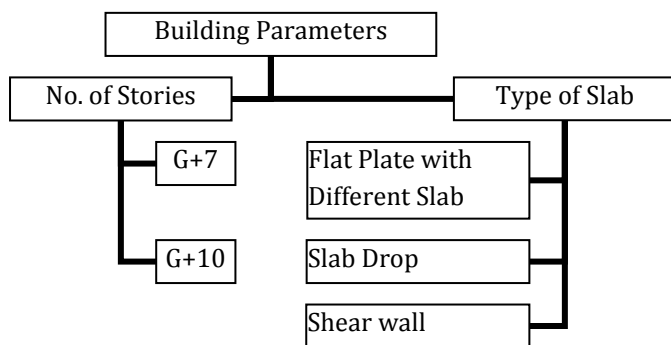 Building Parameters
No. of Stories
Type of Slab
G+7
Flat Plate with
Different Slab
G+10
Slab Drop
Shear wall